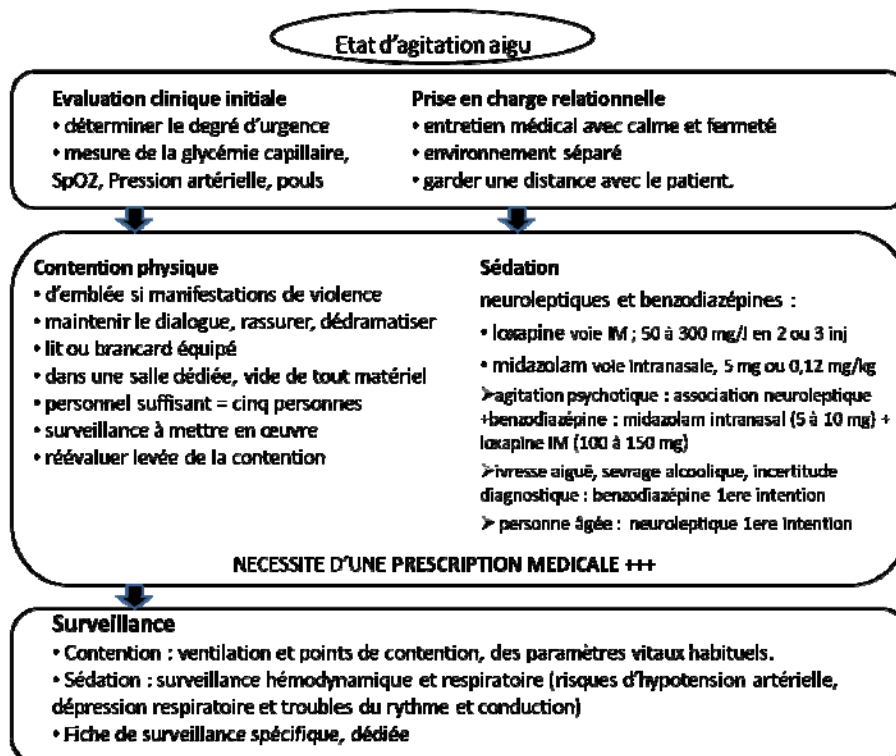 Etat d'agitation aigu
Evaluation clinique initiale
• déterminer le degré d'urgence
• mesure de la glycémie capillaire,
SpO2, Pression artérielle, pouls
Prise en charge relationnelle
• entretien médical avec calme et fermeté
• environnement séparé
• garder une distance avec le patient.
Contention physique
• d'emblée si manifestations de violence
• maintenir le dialogue, rassurer, dédramatiser
• lit ou brancard équipé
• dans une salle dédiée, vide de tout matériel
• personnel suffisant = cinq personnes
• surveillance à mettre en œuvre
• réévaluer levée de la contention
Sédation
neuroleptiques et benzodiazépines :
• loxapine voie IM ; 50 à 300 mg/J en 2 ou 3 inj
• midazolam voie intranasale, 5 mg ou 0,12 mg/kg
➢agitation psychotique : association neuroleptique
+benzodiazépine : midazolam intranasal (5 à 10 mg) +
loxapine IM (100 à 150 mg)
➢ivresse aiguë, sevrage alcoolique, incertitude
diagnostique : benzodiazépine 1ere intention
➢ personne âgée : neuroleptique 1ere intention
NECESSITE D'UNE PRESCRIPTION MEDICALE +++
Surveillance
• Contention : ventilation et points de contention, des paramètres vitaux habituels.
• Sédation : surveillance hémodynamique et respiratoire (risques d'hypotension artérielle,
dépression respiratoire et troubles du rythme et conduction)
• Fiche de surveillance spécifique, dédiée